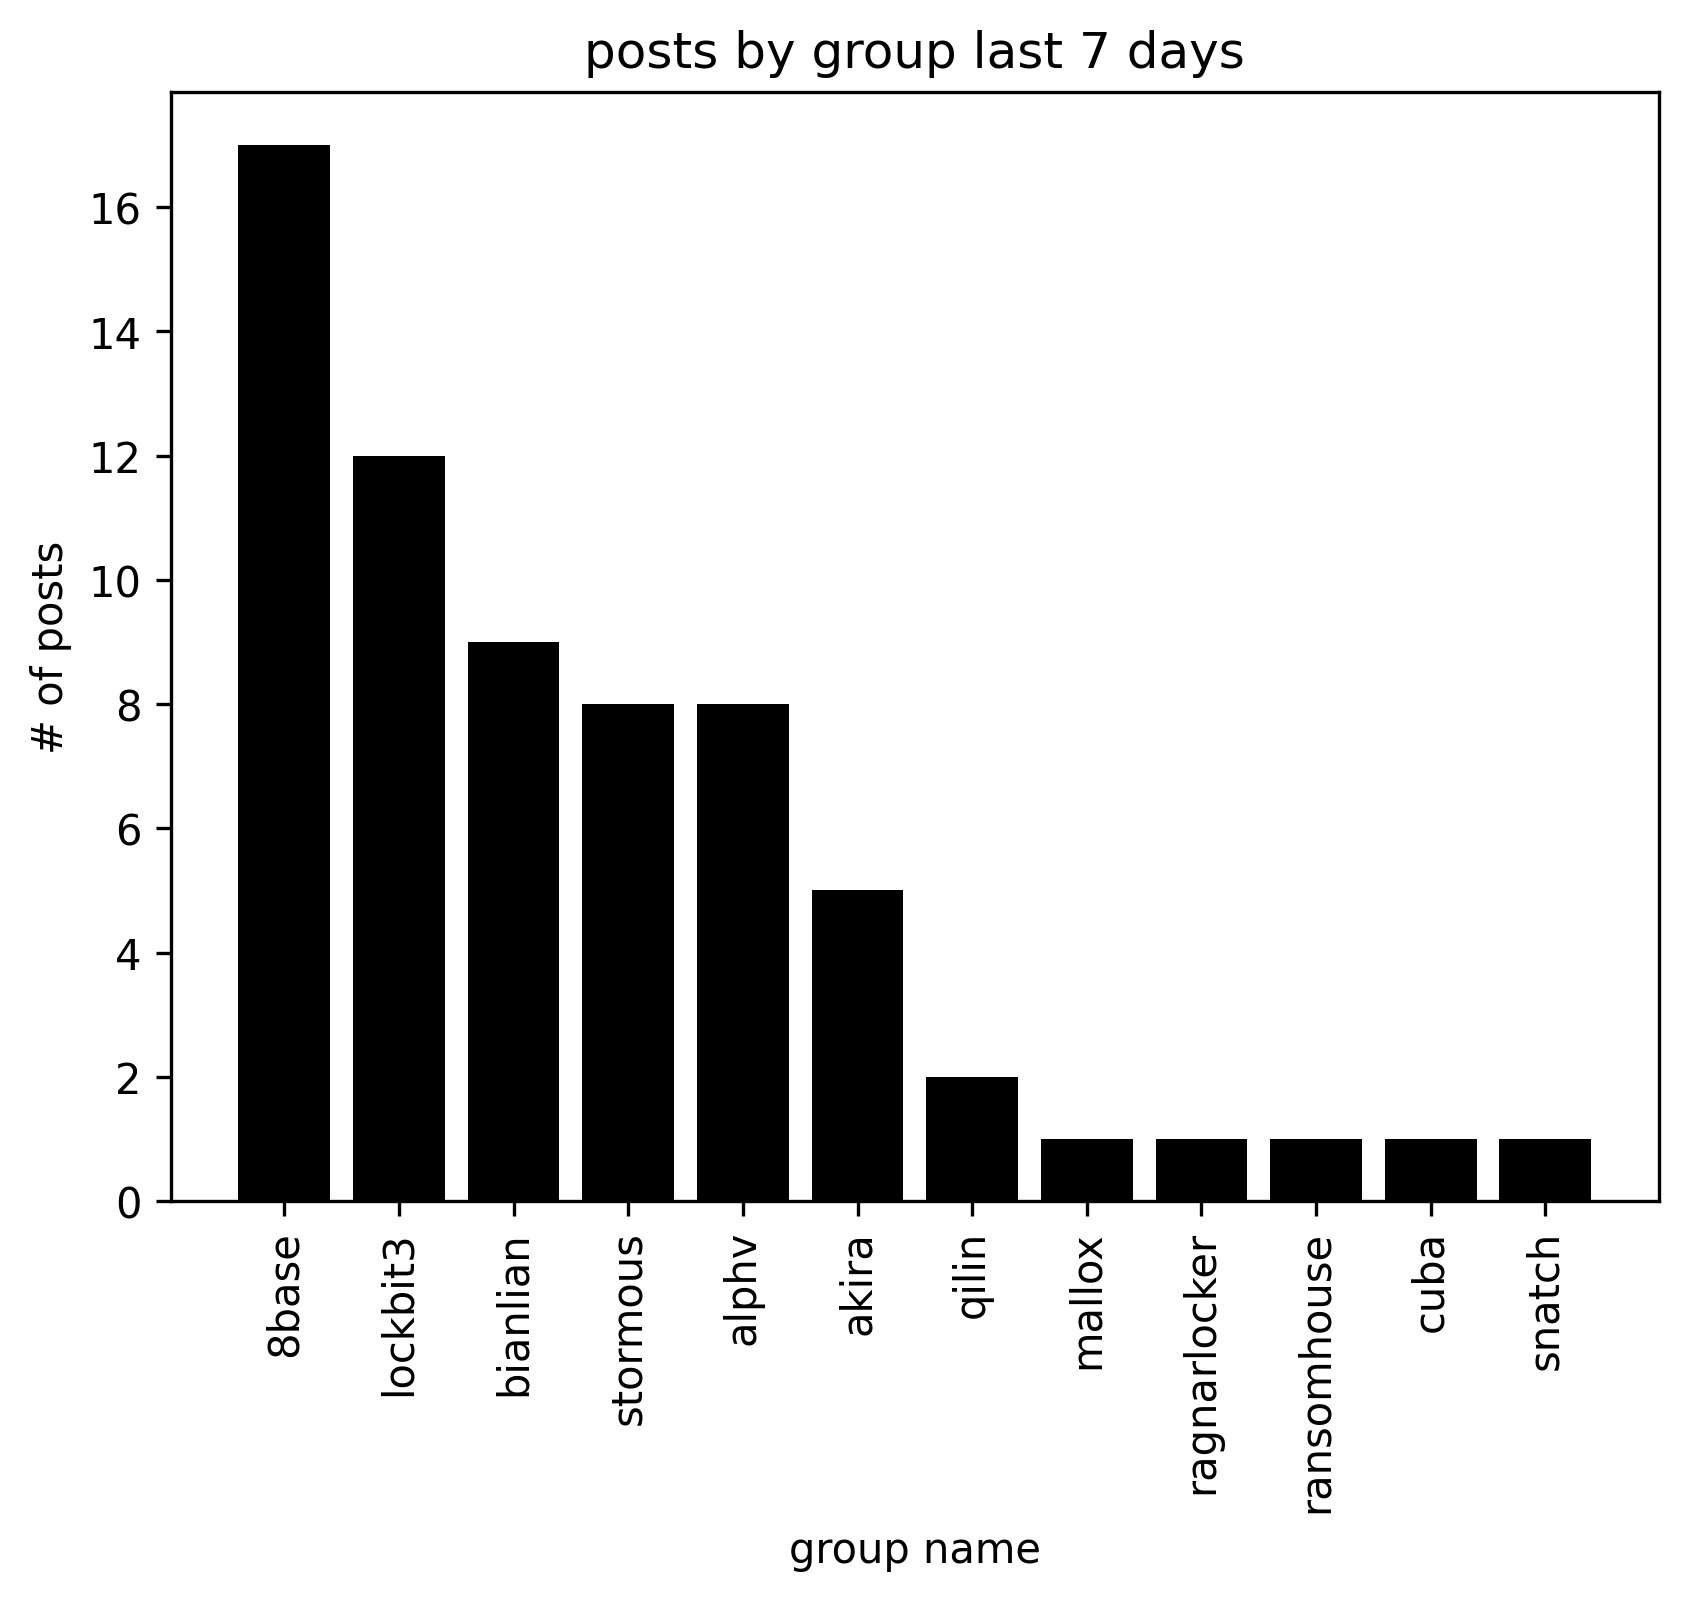 posts by group last 7 days
# of posts
16
14
12
10
8
6
4
2
0
8base
lockbit3
bianlian
stormous
alphv
akira
qilin
mallox
ragnarlocker
ransomhouse
cuba
snatch
group name